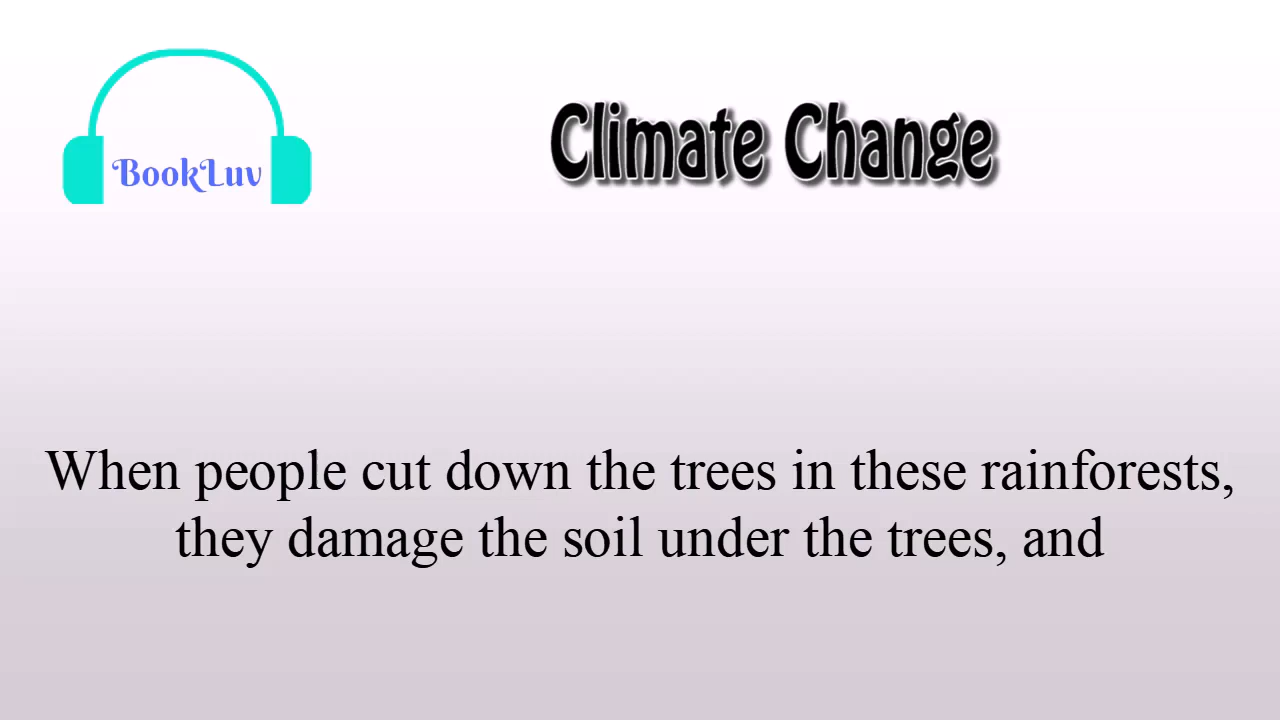 BookLuv
Climate Change
When people cut down the trees in these rainforests,
they damage the soil under the trees, and